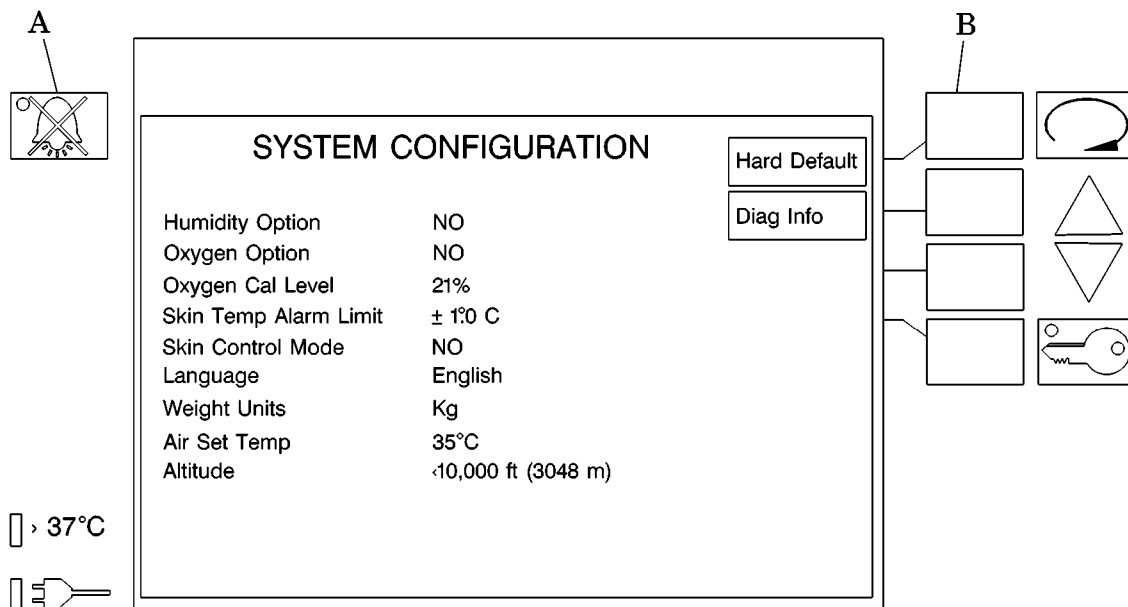 A
B
SYSTEM CONFIGURATION
Hard Default
Diag Info
Humidity Option NO
Oxygen Option NO
Oxygen Cal Level 21%
Skin Temp Alarm Limit ± 1.°0 C
Skin Control Mode NO
Language English
Weight Units Kg
Air Set Temp 35°C
Altitude <10,000 ft (3048 m)
> 37°C